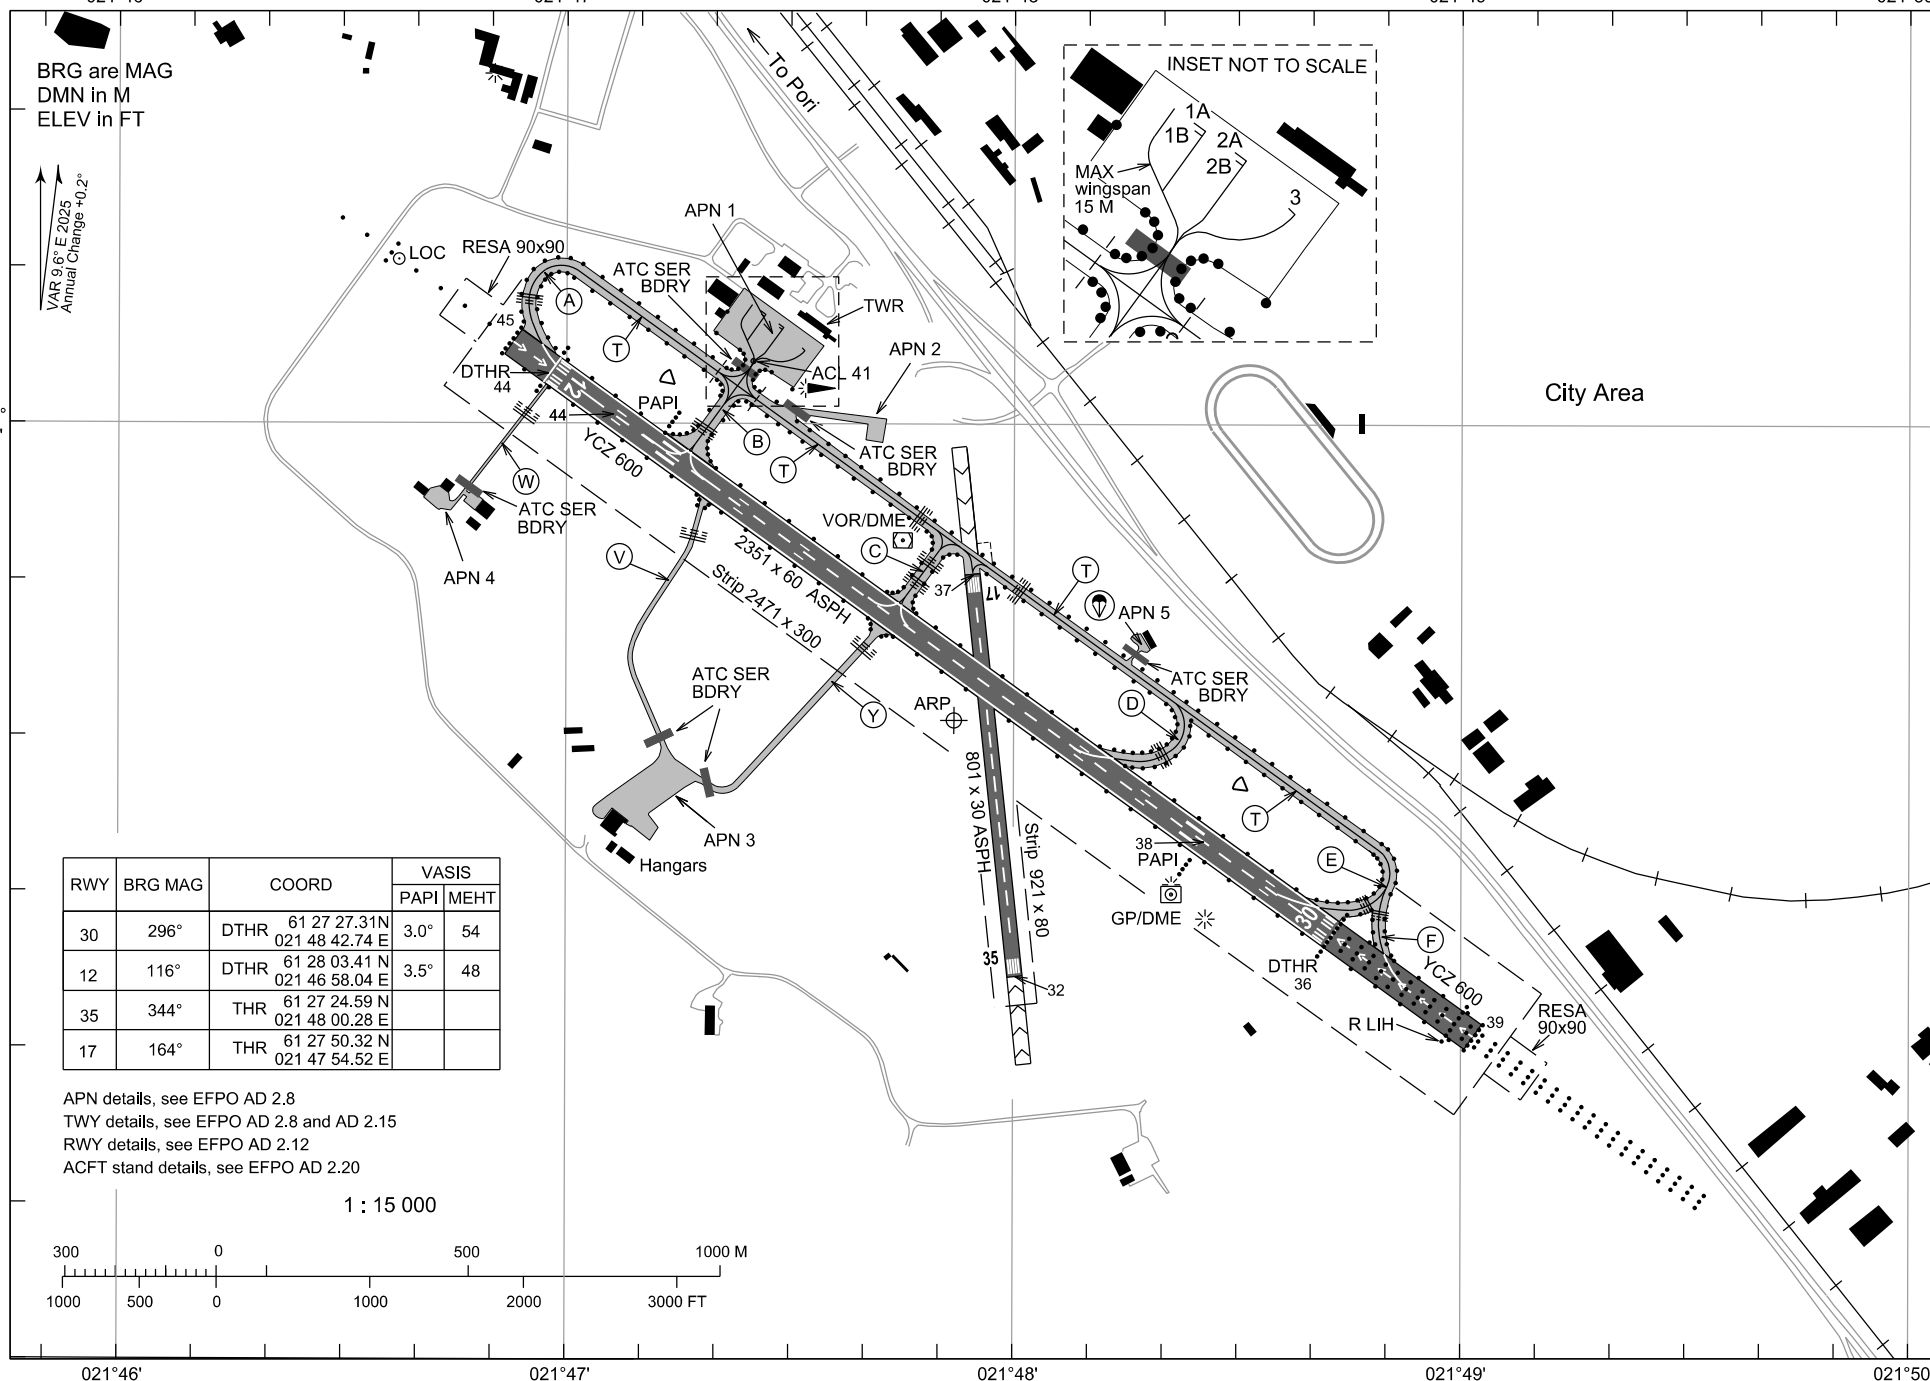 BRG are MAG
DMN in M
ELEV in FT
VAR 9.6° E 2025
Annual Change +0.2°
To Pori
INSET NOT TO SCALE
1A
1B
2A
2B
3
MAX
wingspan
15 M
City Area
LOC
RESA 90x90
APN 1
ATC SER
BDRY
A
T
TWR
45
DTHR
44
12
44
PAPI
ACL 41
APN 2
B
T
ATC SER
BDRY
YCZ 600
W
ATC SER
BDRY
APN 4
V
VOR/DME
C
2351 x 60 ASPH
Strip 2471 x 300
37
17
T
APN 5
ATC SER
BDRY
ATC SER
BDRY
Y
ARP
D
801 x 30 ASPH
Strip 921 x 80
T
APN 3
Hangars
38
PAPI
GP/DME
E
30
F
YCZ 600
DTHR
36
35
32
R LIH
39
RESA
90x90
RWY BRG MAG COORD VASIS
PAPI MEHT
30 296° DTHR 61 27 27.31N 021 48 42.74 E 3.0° 54
12 116° DTHR 61 28 03.41 N 021 46 58.04 E 3.5° 48
35 344° THR 61 27 24.59 N 021 48 00.28 E
17 164° THR 61 27 50.32 N 021 47 54.52 E
APN details, see EFPO AD 2.8
TWY details, see EFPO AD 2.8 and AD 2.15
RWY details, see EFPO AD 2.12
ACFT stand details, see EFPO AD 2.20
1 : 15 000
300 0 500 1000 M
1000 500 0 1000 2000 3000 FT
021°46' 021°47' 021°48' 021°49' 021°50